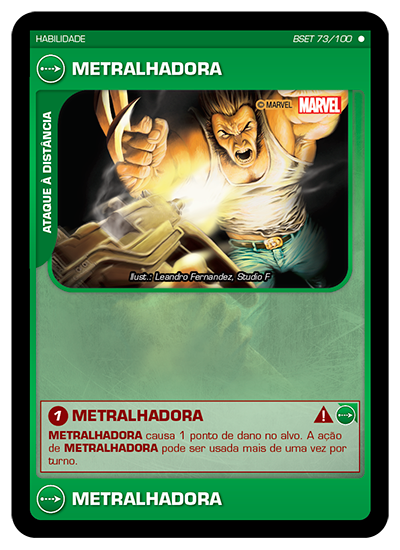 HABILIDADE
BSET 73/100
METRALHADORA
ATAQUE À DISTÂNCIA
© MARVEL MARVEL
Illust.: Leandro Fernandez, Studio F
1 METRALHADORA
METRALHADORA causa 1 ponto de dano no alvo. A ação
de METRALHADORA pode ser usada mais de uma vez por
turno.
METRALHADORA